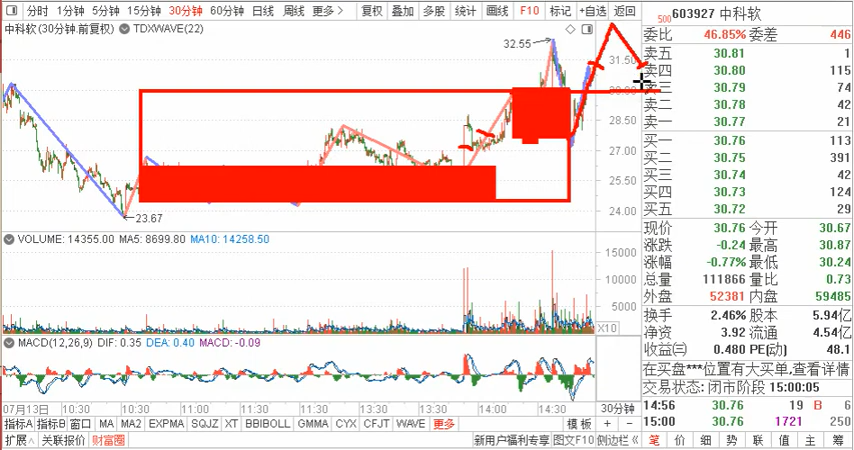 分时 1分钟 5分钟 15分钟 30分钟 60分钟 日线 周线 更多 复权 叠加 多股 统计 画线 F10 标记 +自选 返回
500 603927 中科软
中科软(30分钟.前复权) TDXWAVE(22)
委比 46.85% 委差 446
32.55
卖五 30.81 1
31.50
卖四 30.80 115
卖三 30.79 74
30.00
卖二 30.78 42
28.50
卖一 30.77 21
买一 30.76 113
27.00
买二 30.75 391
买三 30.74 42
25.50
买四 30.73 124
24.00
买五 30.72 29
23.67
现价 30.76 今开 30.67
VOLUME: 14355.00 MA5: 8699.80 MA10: 14258.50
涨跌 -0.24 最高 30.87
15000
涨幅 -0.77% 最低 30.24
10000
总量 111866 量比 0.73
外盘 52381 内盘 59485
5000
换手 2.46% 股本 5.94亿
X10
净资 3.92 流通 4.54亿
MACD(12,26,9) DIF: 0.35 DEA: 0.40 MACD: -0.09
收益㈢ 0.480 PE(动) 48.1
在买盘***位置有大买单,查看详情
交易状态: 闭市阶段 15:00:05
07月13日 10:30 10:30 11:00 11:30 12:30 13:30 13:30 14:00 14:30 30分钟
14:56 30.76 19 B 6
指标A 指标B 窗口 MA MA2 EXPMA SQJZ XT BBIBOLL GMMA CYX CFJT WAVE 更多 模板 + -
15:00 30.76 1721 250
扩展∧ 关联报价 财富圈 新用户福利专享 图文F10 侧边栏 <<
笔 价 细 势 联 值 主 筹